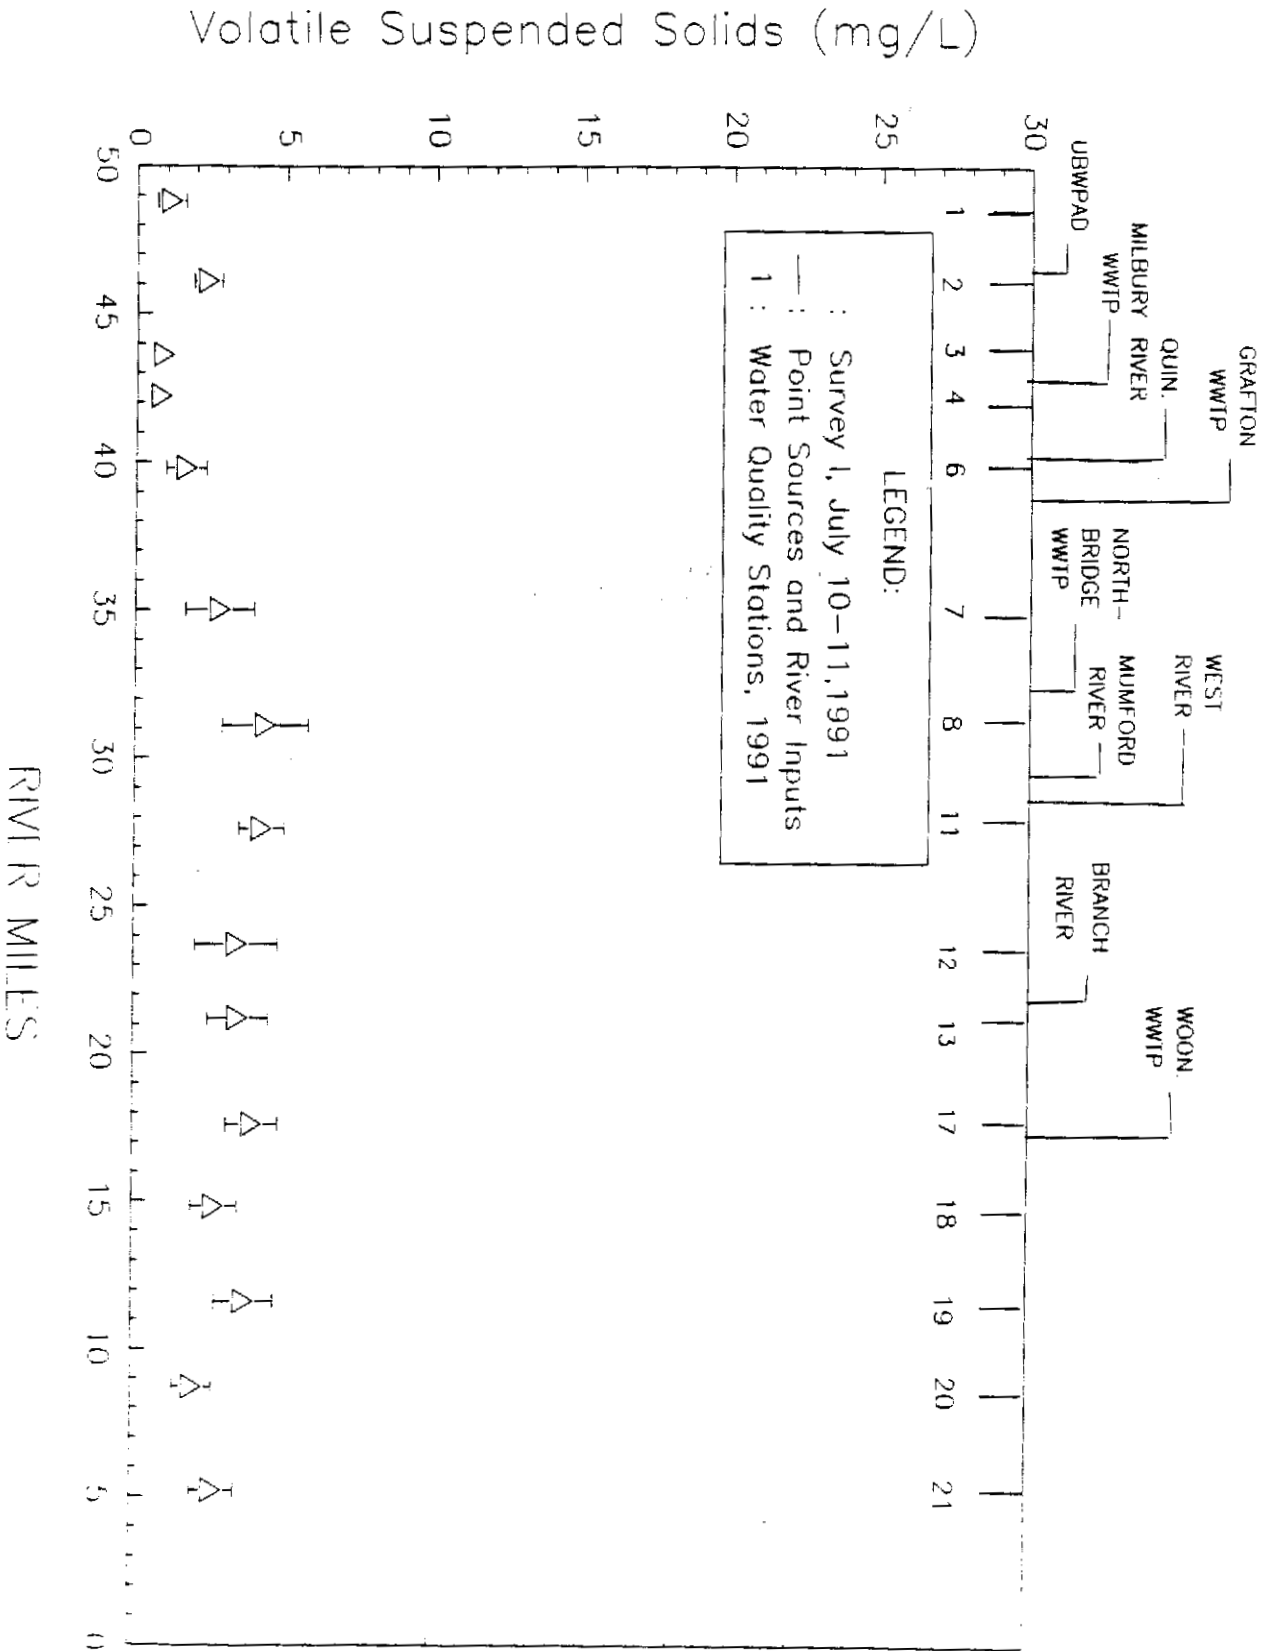 GRAFTON
WWTP
QUIN.
RIVER
MILBURY
WWTP
UBWPAD
WEST
RIVER
NORTH-
BRIDGE
WWTP
MUMFORD
RIVER
BRANCH
RIVER
WOON.
WWTP
1 2 3 4 6 7 8 11 12 13 17 18 19 20 21
LEGEND:
: Survey I, July 10-11,1991
—: Point Sources and River Inputs
1 : Water Quality Stations, 1991
Volatile Suspended Solids (mg/L)
30
25
20
15
10
5
0
50 45 40 35 30 25 20 15 10 5 0
RIVER MILES